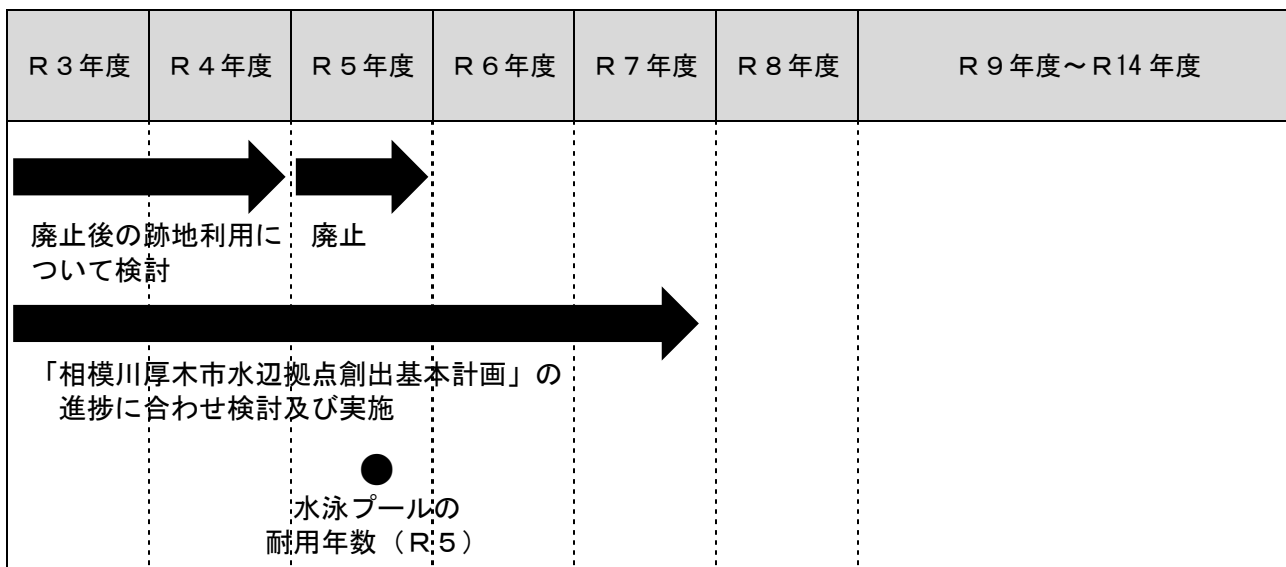 R3年度 R4年度 R5年度 R6年度 R7年度 R8年度 R9年度～R14年度
廃止後の跡地利用に 廃止
ついて検討
「相模川厚木市水辺拠点創出基本計画」の
進捗に合わせ検討及び実施
水泳プールの
耐用年数（R5）